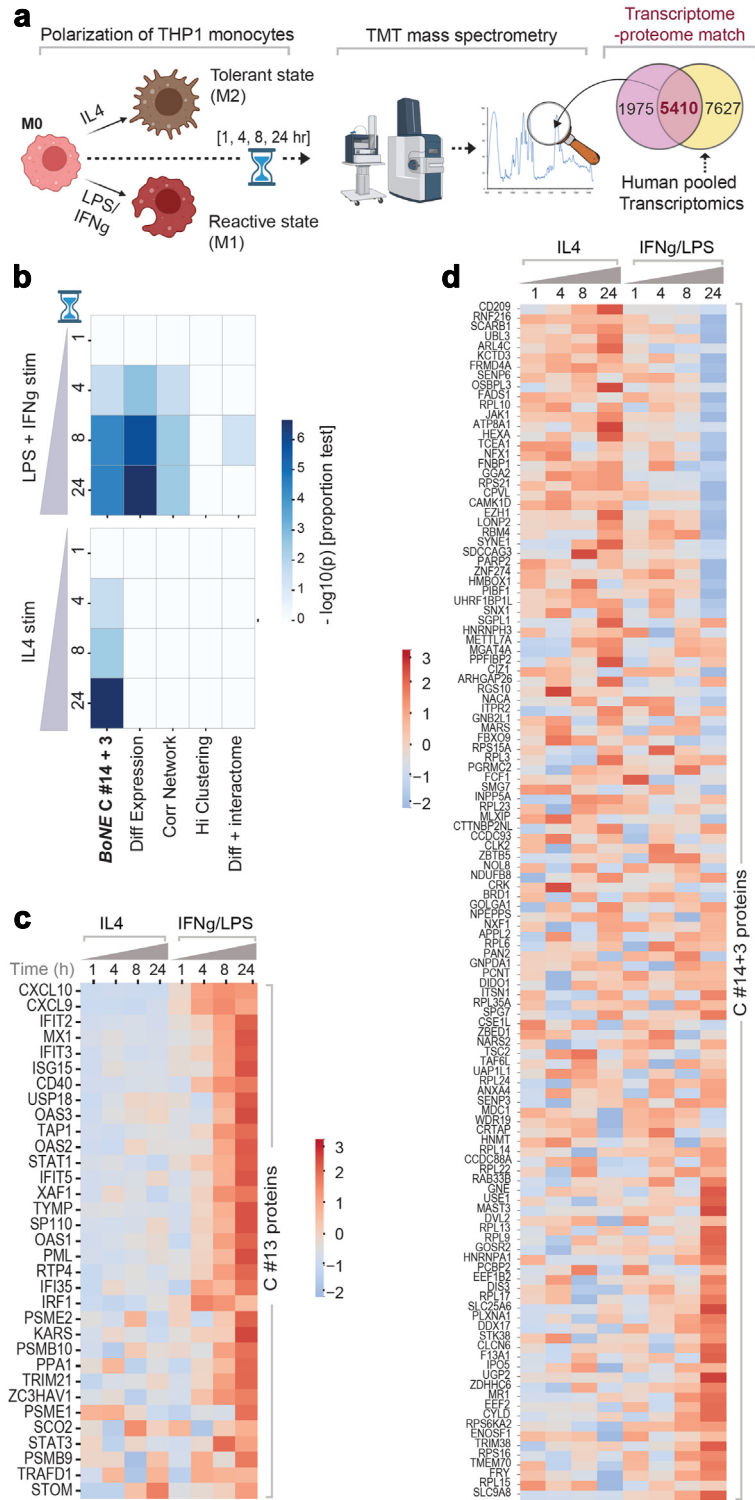 a
Polarization of THP1 monocytes
TMT mass spectrometry
Transcriptome
-proteome match
Tolerant state
(M2)
IL4
M0
[1, 4, 8, 24 hr]
LPS/
IFNg
Reactive state
(M1)
1975
5410
7627
Human pooled
Transcriptomics
b
LPS + IFNg stim
1
4
8
24
IL4 stim
1
4
8
24
6
5
4
3
2
1
0
- log10(p) [proportion test]
BoNE C #14 + 3
Diff Expression
Corr Network
Hi Clustering
Diff + interactome
c
IL4
IFNg/LPS
Time (h)
1 4 8 24 1 4 8 24
CXCL10
CXCL9
IFIT2
MX1
IFIT3
ISG15
CD40
USP18
OAS3
TAP1
OAS2
STAT1
IFIT5
XAF1
TYMP
SP110
OAS1
PML
RTP4
IFI35
IRF1
PSME2
KARS
PSMB10
PPA1
TRIM21
ZC3HAV1
PSME1
SCO2
STAT3
PSMB9
TRAFD1
STOM
C #13 proteins
3
2
1
0
−1
−2
d
IL4
IFNg/LPS
1 4 8 24 1 4 8 24
CD209
RNF216
SCARB1
UBL3
ARL4C
KCTD3
FRMD4A
SENP6
OSBPL3
FADS1
RPL10
JAK1
ATP8A1
HEXA
TCEA1
NFX1
FNBP1
GGA2
RPS21
CPVL
CAMK1D
EZH1
LONP2
RBM4
SYNE1
SDCCAG3
PARP2
ZNF274
HMBOX1
PIBF1
UHRF1BP1L
SNX1
SGPL1
HNRNPH3
METTL7A
MGAT4A
PPFIBP2
CIZ1
ARHGAP26
RGS10
NACA
ITPR2
GNB2L1
MARS
FBXO9
RPS15A
RPL3
PGRMC2
FCF1
SMG7
INPP5A
RPL23
MLXIP
CTTNBP2NL
CCDC93
CLK2
ZBTB5
NOL8
NDUFB8
CRK
BRD1
GOLGA1
NPEPPS
NXF1
APPL2
RPL6
PAN2
GNPDA1
PCNT
DIDO1
ITSN1
RPL35A
SPG7
CSE1L
ZBED1
NARS2
TSC2
TAF6L
UAP1L1
RPL24
ANXA4
SENP3
MDC1
WDR19
CRTAP
HNMT
RPL14
CCDC88A
RPL22
RAB33B
GNE
USE1
MAST3
DVL2
RPL13
RPL9
GOSR2
HNRNPA1
PCBP2
EEF1B2
DIS3
RPL17
SLC25A6
PLXNA1
DDX17
STK38
CLCN6
F13A1
IPO5
UGP2
ZDHHC6
MR1
EEF2
CYLD
RPS6KA2
ENOSF1
TRIM38
RPS16
TMEM70
FRY
RPL15
SLC9A8
C #14+3 proteins
3
2
1
0
−1
−2